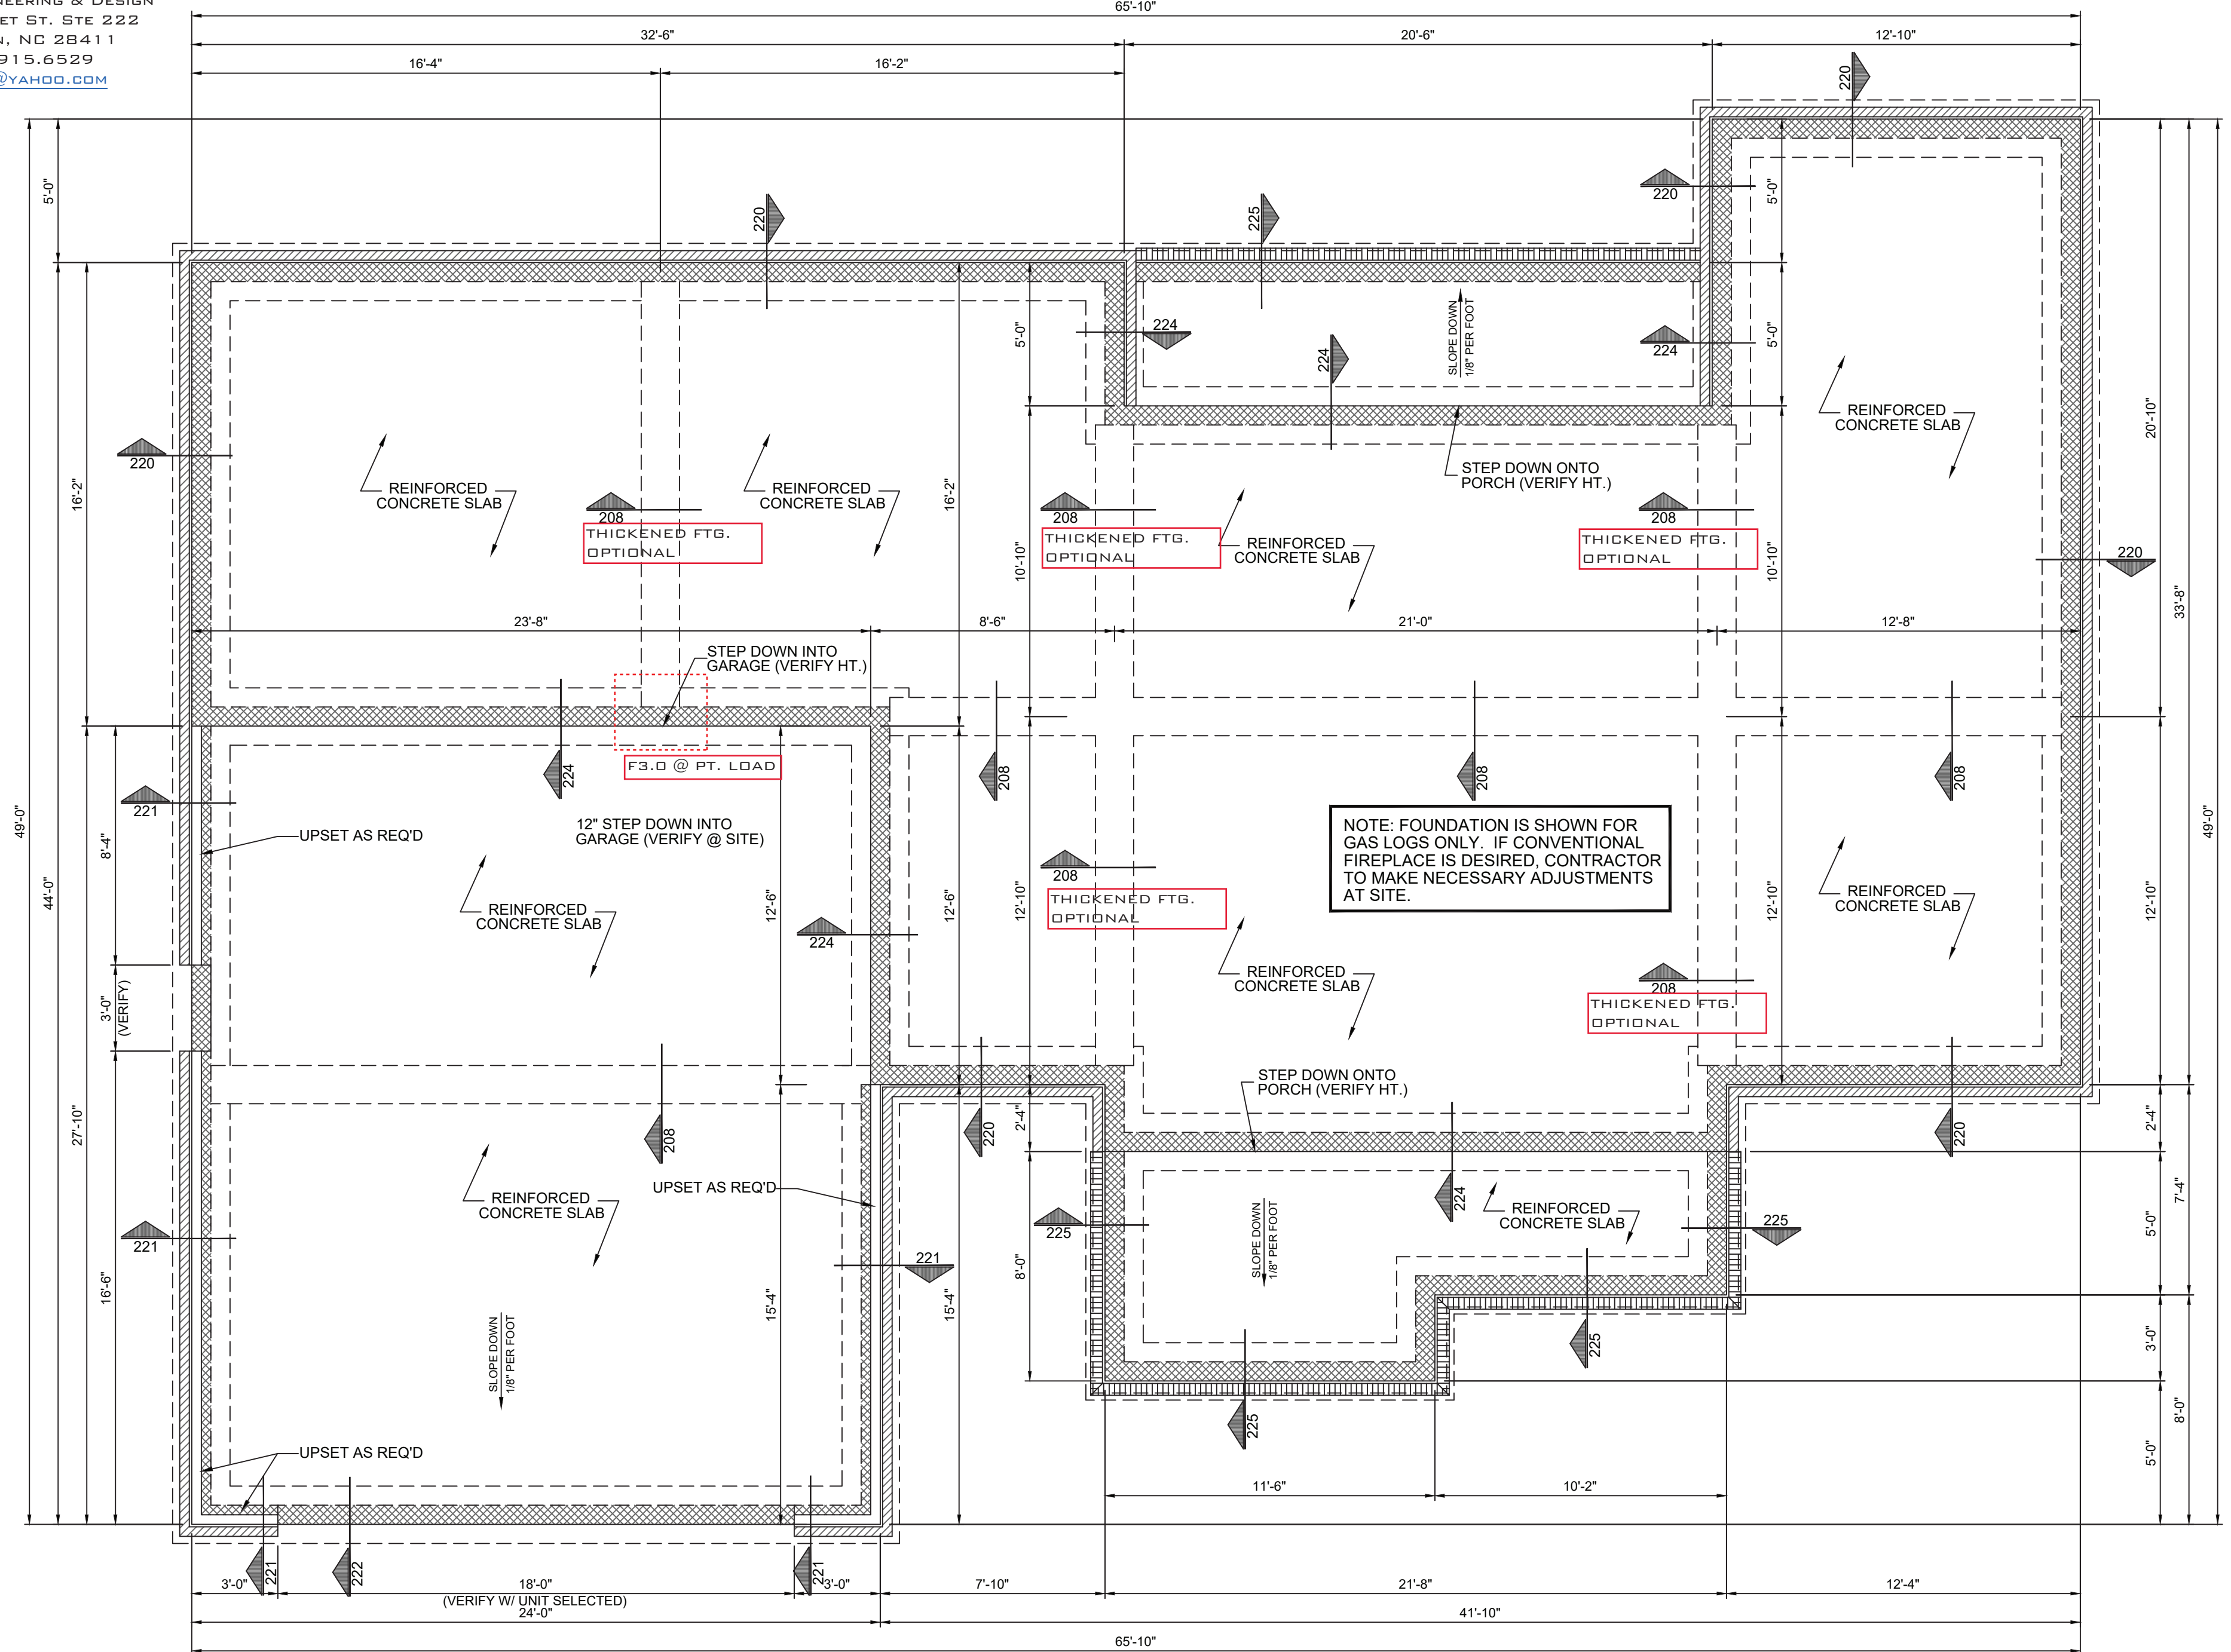 ET ST. STE 222
, NC 28411
915.6529
@YAHOO.COM
65'-10"
32'-6"
20'-6"
12'-10"
16'-4"
16'-2"
220
5'-0"
220
225
220
5'-0"
49'-0"
44'-0"
16'-2"
220
REINFORCED
CONCRETE SLAB
208
THICKENED FTG.
OPTIONAL
REINFORCED
CONCRETE SLAB
16'-2"
5'-0"
224
224
SLOPE DOWN
1/8" PER FOOT
224
5'-0"
STEP DOWN ONTO
PORCH (VERIFY HT.)
REINFORCED
CONCRETE SLAB
20'-10"
33'-8"
49'-0"
208
THICKENED FTG.
OPTIONAL
10'-10"
REINFORCED
CONCRETE SLAB
208
THICKENED FTG.
OPTIONAL
10'-10"
220
23'-8"
8'-6"
21'-0"
12'-8"
STEP DOWN INTO
GARAGE (VERIFY HT.)
F3.0 @ PT. LOAD
224
208
208
208
221
8'-4"
UPSET AS REQ'D
12" STEP DOWN INTO
GARAGE (VERIFY @ SITE)
REINFORCED
CONCRETE SLAB
12'-6"
224
12'-6"
12'-10"
208
THICKENED FTG.
OPTIONAL
NOTE: FOUNDATION IS SHOWN FOR
GAS LOGS ONLY. IF CONVENTIONAL
FIREPLACE IS DESIRED, CONTRACTOR
TO MAKE NECESSARY ADJUSTMENTS
AT SITE.
12'-10"
REINFORCED
CONCRETE SLAB
12'-10"
REINFORCED
CONCRETE SLAB
208
THICKENED FTG.
OPTIONAL
3'-0"
(VERIFY)
27'-10"
208
220
2'-4"
STEP DOWN ONTO
PORCH (VERIFY HT.)
220
2'-4"
7'-4"
UPSET AS REQ'D
REINFORCED
CONCRETE SLAB
221
16'-6"
221
15'-4"
15'-4"
225
8'-0"
SLOPE DOWN
1/8" PER FOOT
224
REINFORCED
CONCRETE SLAB
225
5'-0"
SLOPE DOWN
1/8" PER FOOT
225
3'-0"
8'-0"
225
5'-0"
UPSET AS REQ'D
11'-6"
10'-2"
221
222
221
3'-0"
18'-0"
3'-0"
7'-10"
21'-8"
12'-4"
(VERIFY W/ UNIT SELECTED)
24'-0"
41'-10"
65'-10"